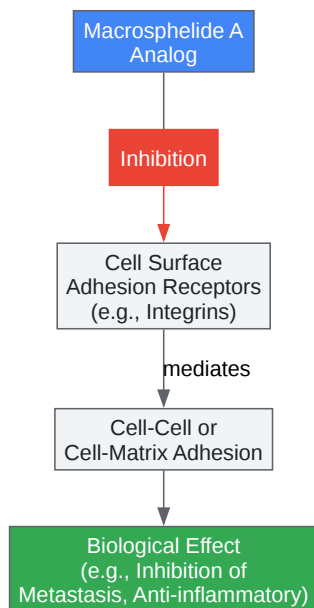 Macrosphelide A
Analog
Inhibition
Cell Surface
Adhesion Receptors
(e.g., Integrins)
mediates
Cell-Cell or
Cell-Matrix Adhesion
Biological Effect
(e.g., Inhibition of
Metastasis, Anti-inflammatory)